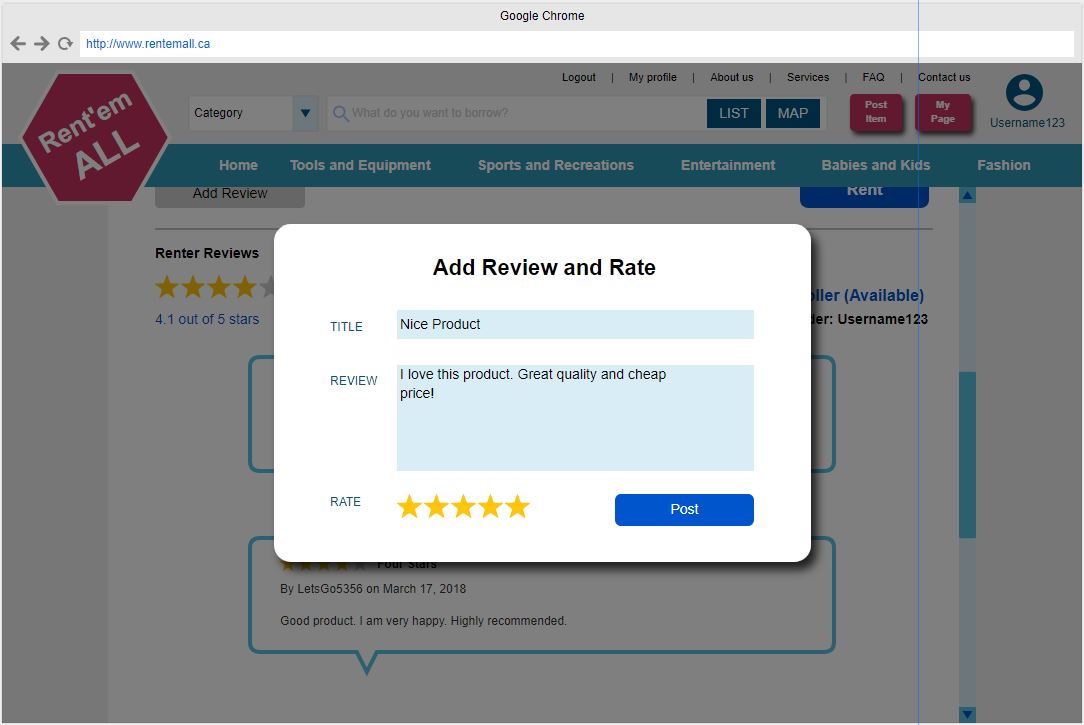 Google Chrome
http://www.rentemall.ca
Logout | My profile | About us | Services | FAQ | Contact us
Rent'em
ALL
Category
What do you want to borrow?
LIST
MAP
Post
Item
My
Page
Username123
Home
Tools and Equipment
Sports and Recreations
Entertainment
Babies and Kids
Fashion
Add Review
Rent
Renter Reviews
4.1 out of 5 stars
(Available)
Username123
Add Review and Rate
TITLE
Nice Product
REVIEW
I love this product. Great quality and cheap
price!
RATE
Post
Four stars
By LetsGo5356 on March 17, 2018
Good product. I am very happy. Highly recommended.